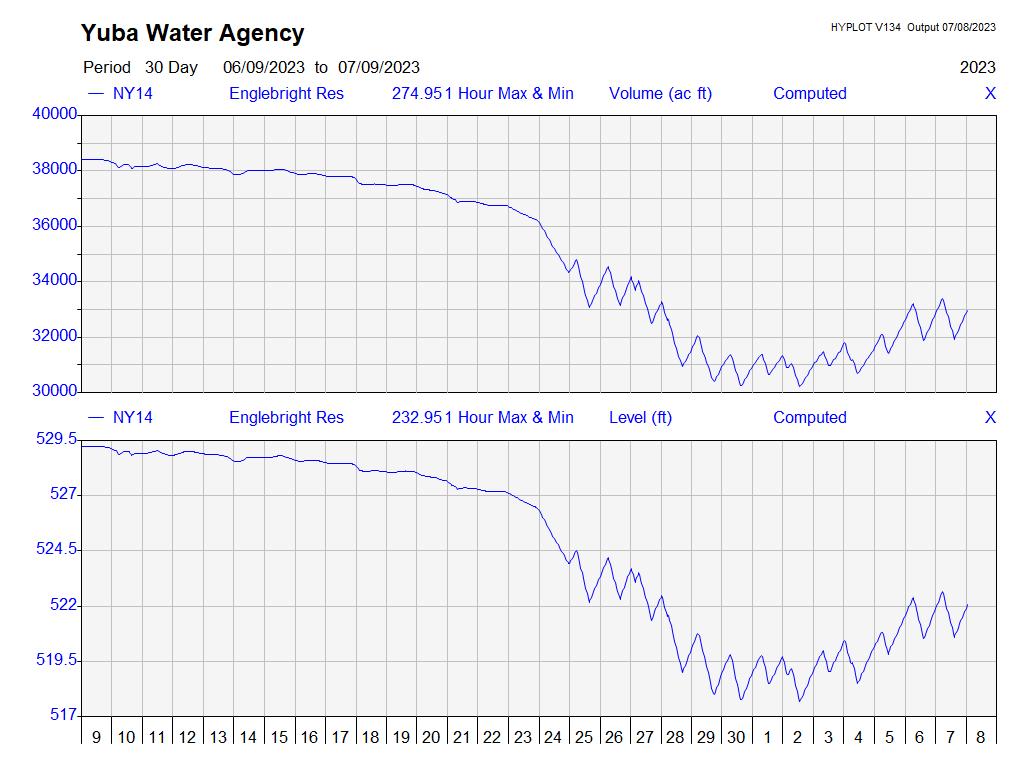 Yuba Water Agency
HYPLOT V134 Output 07/08/2023
Period 30 Day 06/09/2023 to 07/09/2023
2023
NY14 Englebright Res 274.951 Hour Max & Min Volume (ac ft) Computed X
40000
38000
36000
34000
32000
30000
NY14 Englebright Res 232.951 Hour Max & Min Level (ft) Computed X
529.5
527
524.5
522
519.5
517
9 10 11 12 13 14 15 16 17 18 19 20 21 22 23 24 25 26 27 28 29 30 1 2 3 4 5 6 7 8